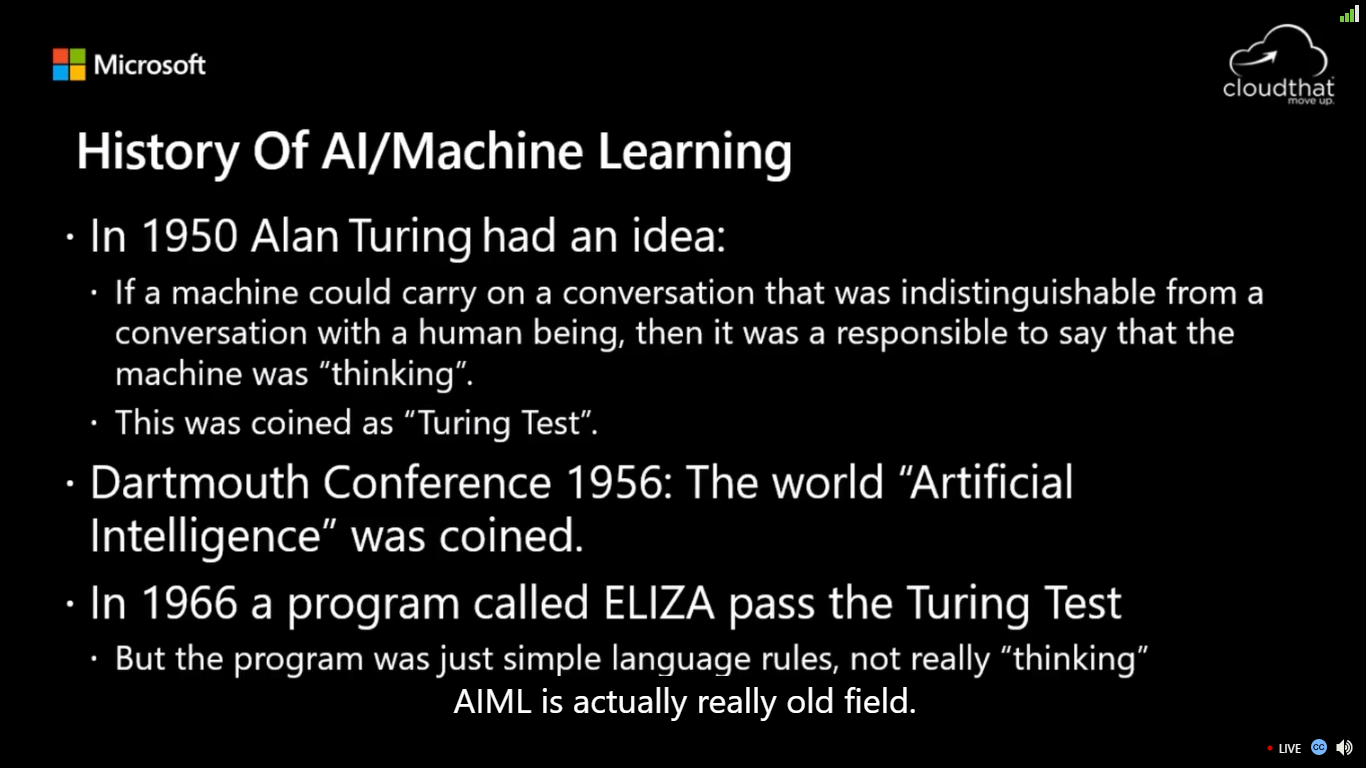 Microsoft
cloudthat
move up.
History Of AI/Machine Learning
· In 1950 Alan Turing had an idea:
· If a machine could carry on a conversation that was indistinguishable from a
conversation with a human being, then it was a responsible to say that the
machine was “thinking”.
· This was coined as “Turing Test”.
· Dartmouth Conference 1956: The world “Artificial
Intelligence” was coined.
· In 1966 a program called ELIZA pass the Turing Test
· But the program was just simple language rules, not really “thinking”
AIML is actually really old field.
LIVE CC